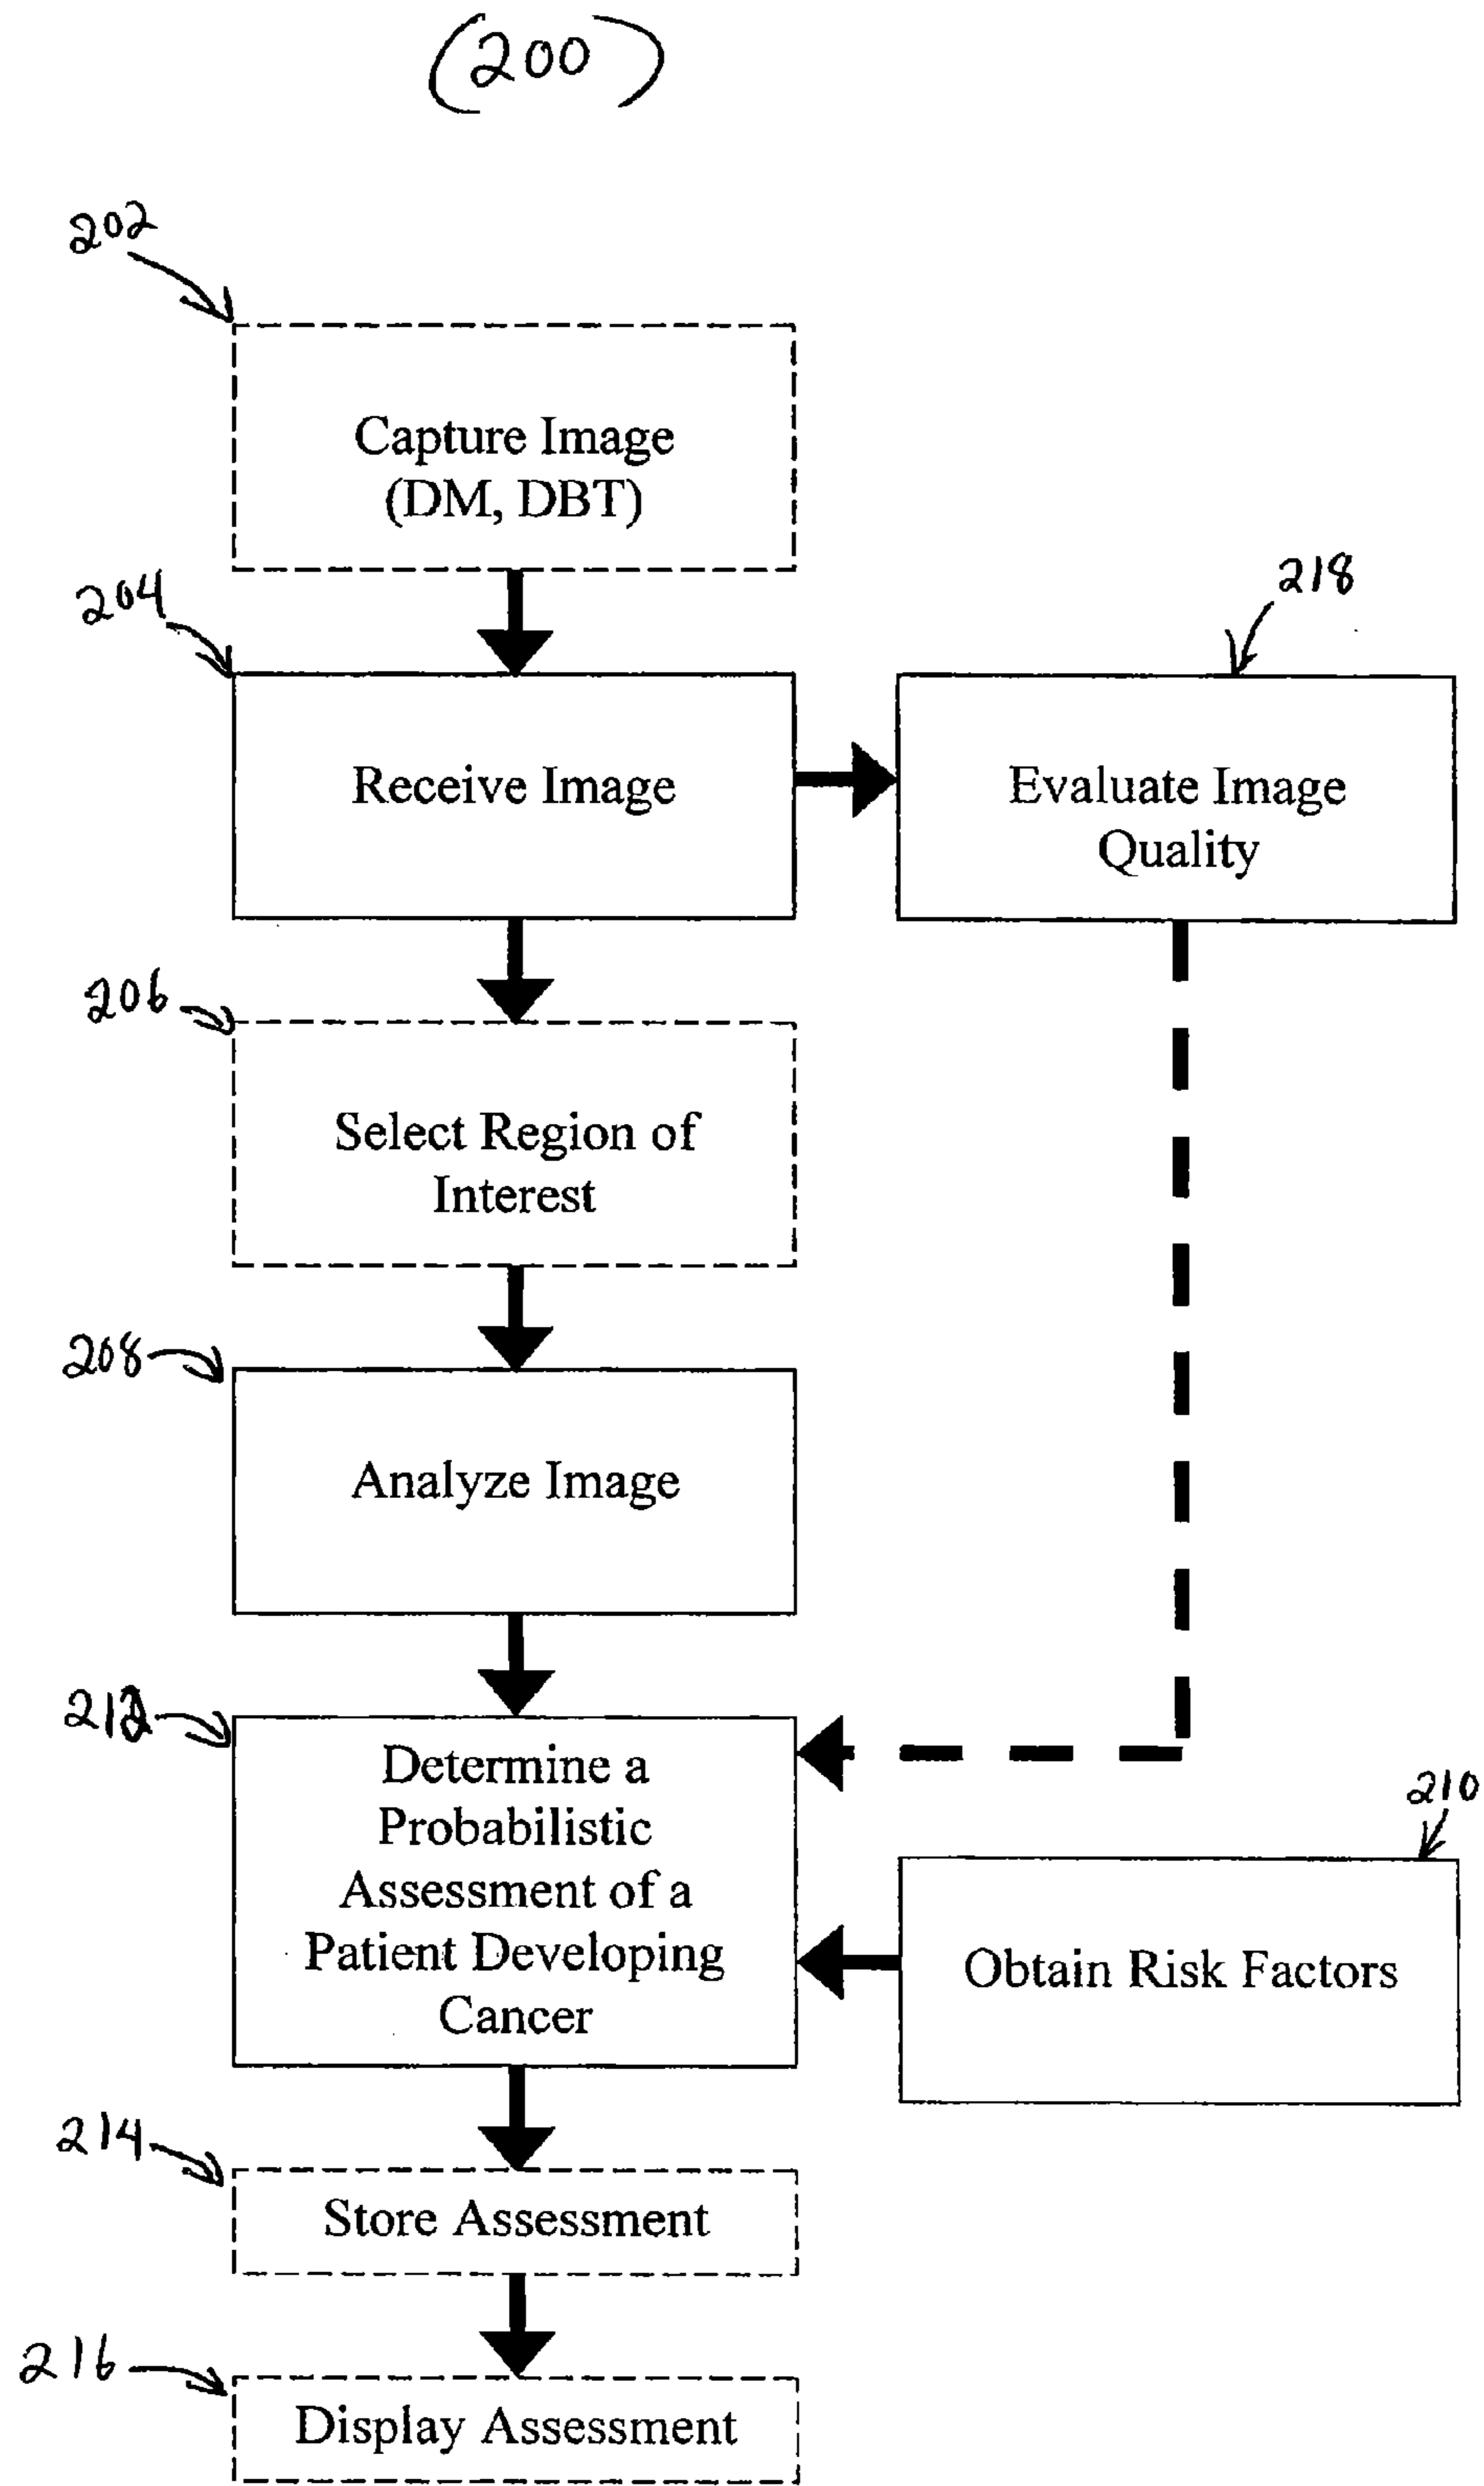 (200)
202
Capture Image
(DM, DBT)
204
Receive Image
218
Evaluate Image
Quality
206
Select Region of
Interest
208
Analyze Image
212
Determine a
Probabilistic
Assessment of a
Patient Developing
Cancer
210
Obtain Risk Factors
214
Store Assessment
216
Display Assessment